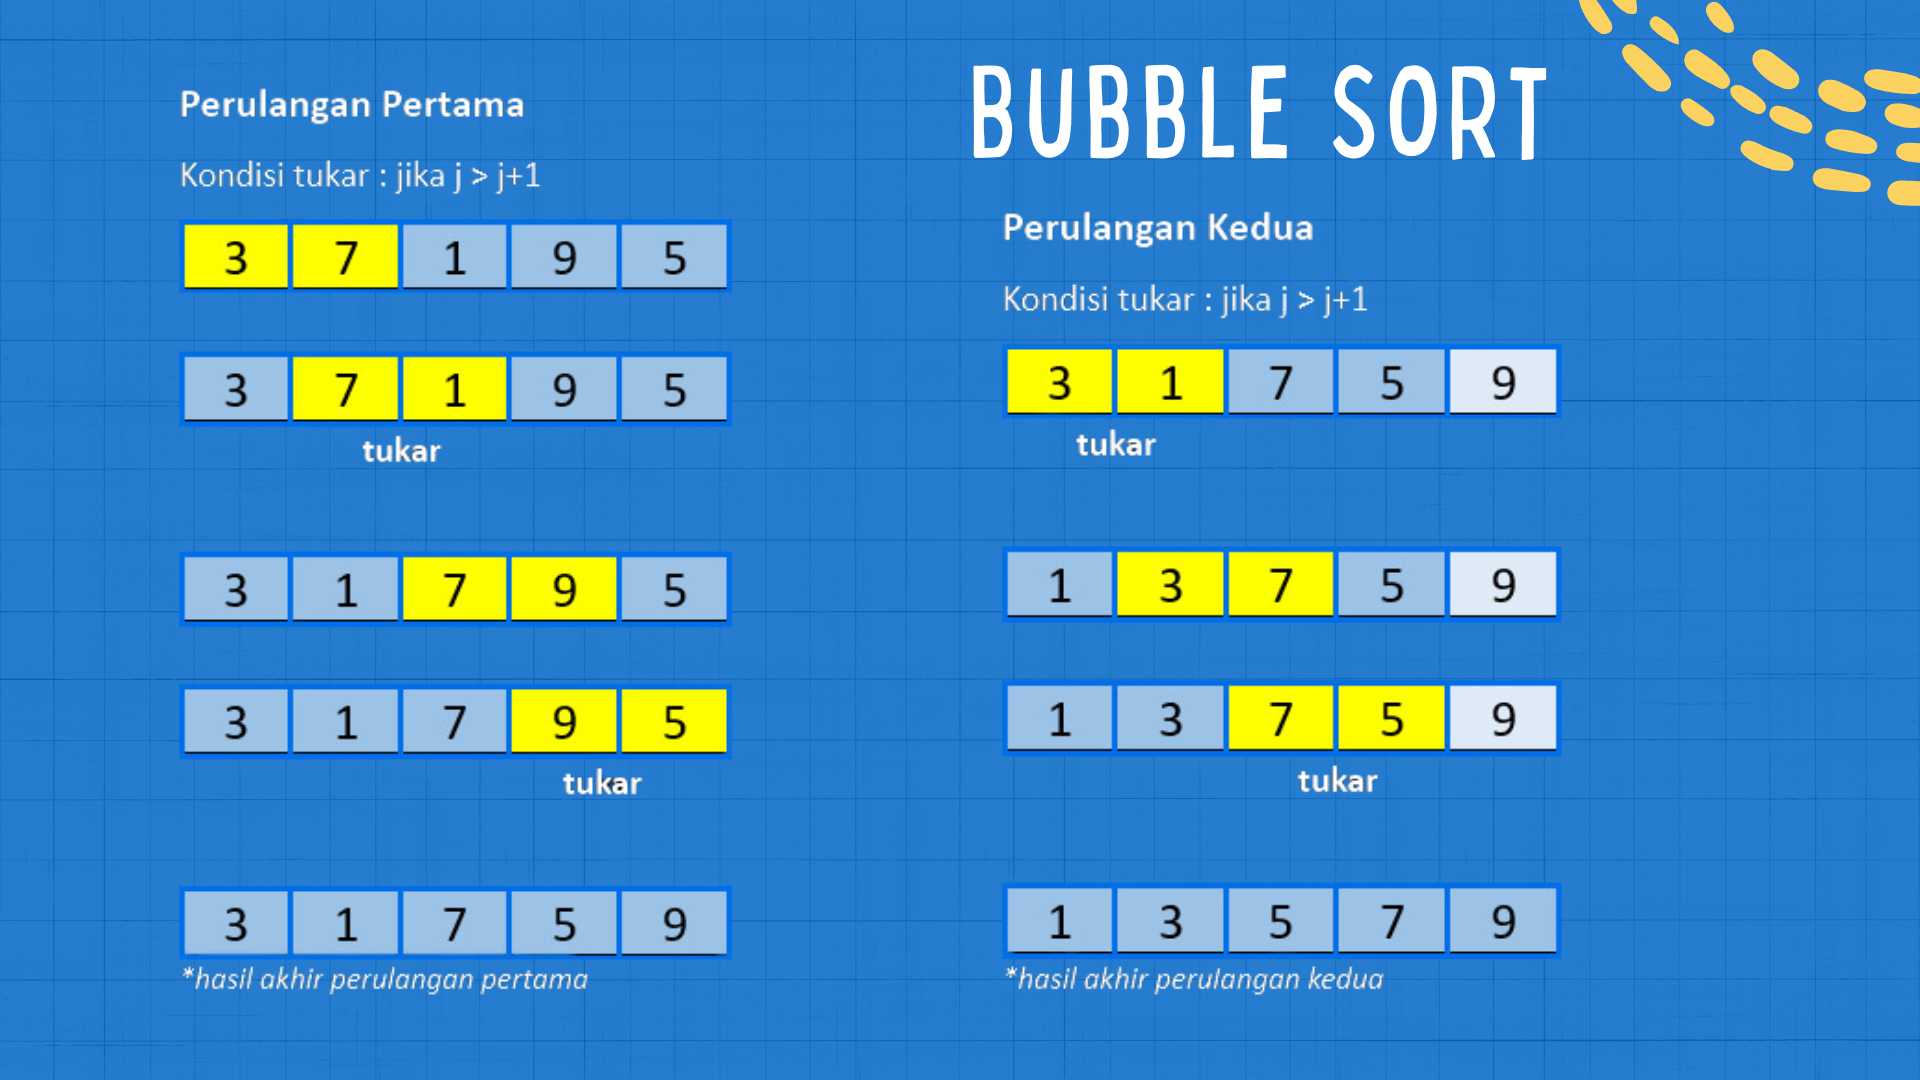 BUBBLE SORT
Perulangan Pertama
Kondisi tukar : jika j > j+1
3 7 1 9 5
3 7 1 9 5
tukar
3 1 7 9 5
3 1 7 9 5
tukar
3 1 7 5 9
*hasil akhir perulangan pertama
Perulangan Kedua
Kondisi tukar : jika j > j+1
3 1 7 5 9
tukar
1 3 7 5 9
1 3 7 5 9
tukar
1 3 5 7 9
*hasil akhir perulangan kedua